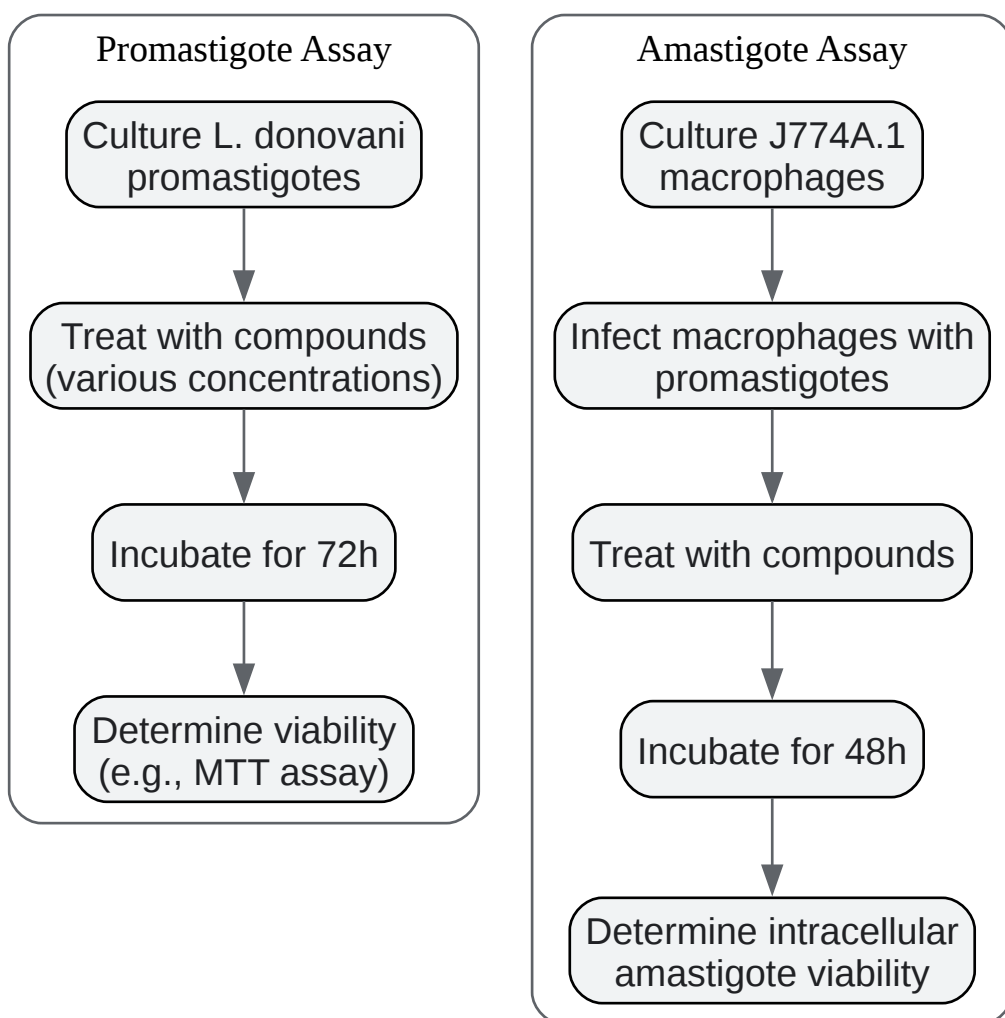 Promastigote Assay
Culture L. donovani
promastigotes
Treat with compounds
(various concentrations)
Incubate for 72h
Determine viability
(e.g., MTT assay)
Amastigote Assay
Culture J774A.1
macrophages
Infect macrophages with
promastigotes
Treat with compounds
Incubate for 48h
Determine intracellular
amastigote viability